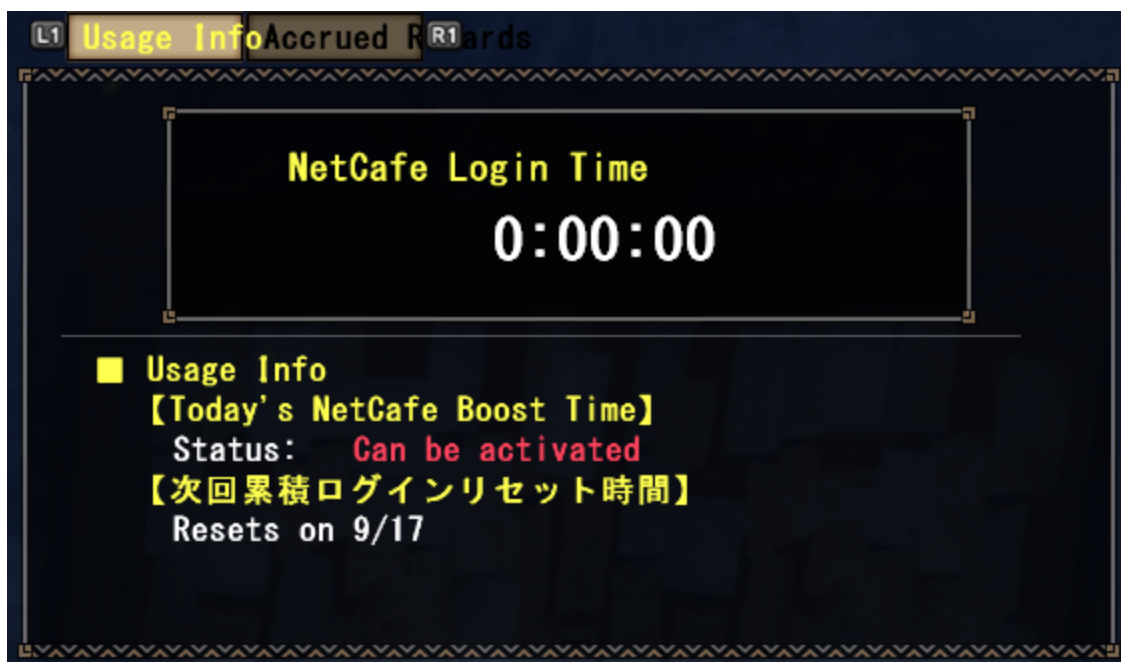 L1 Usage Info Accrued R R1 ards
NetCafe Login Time
0:00:00
■ Usage Info
【Today's NetCafe Boost Time】
Status: Can be activated
【次回累積ログインリセット時間】
Resets on 9/17